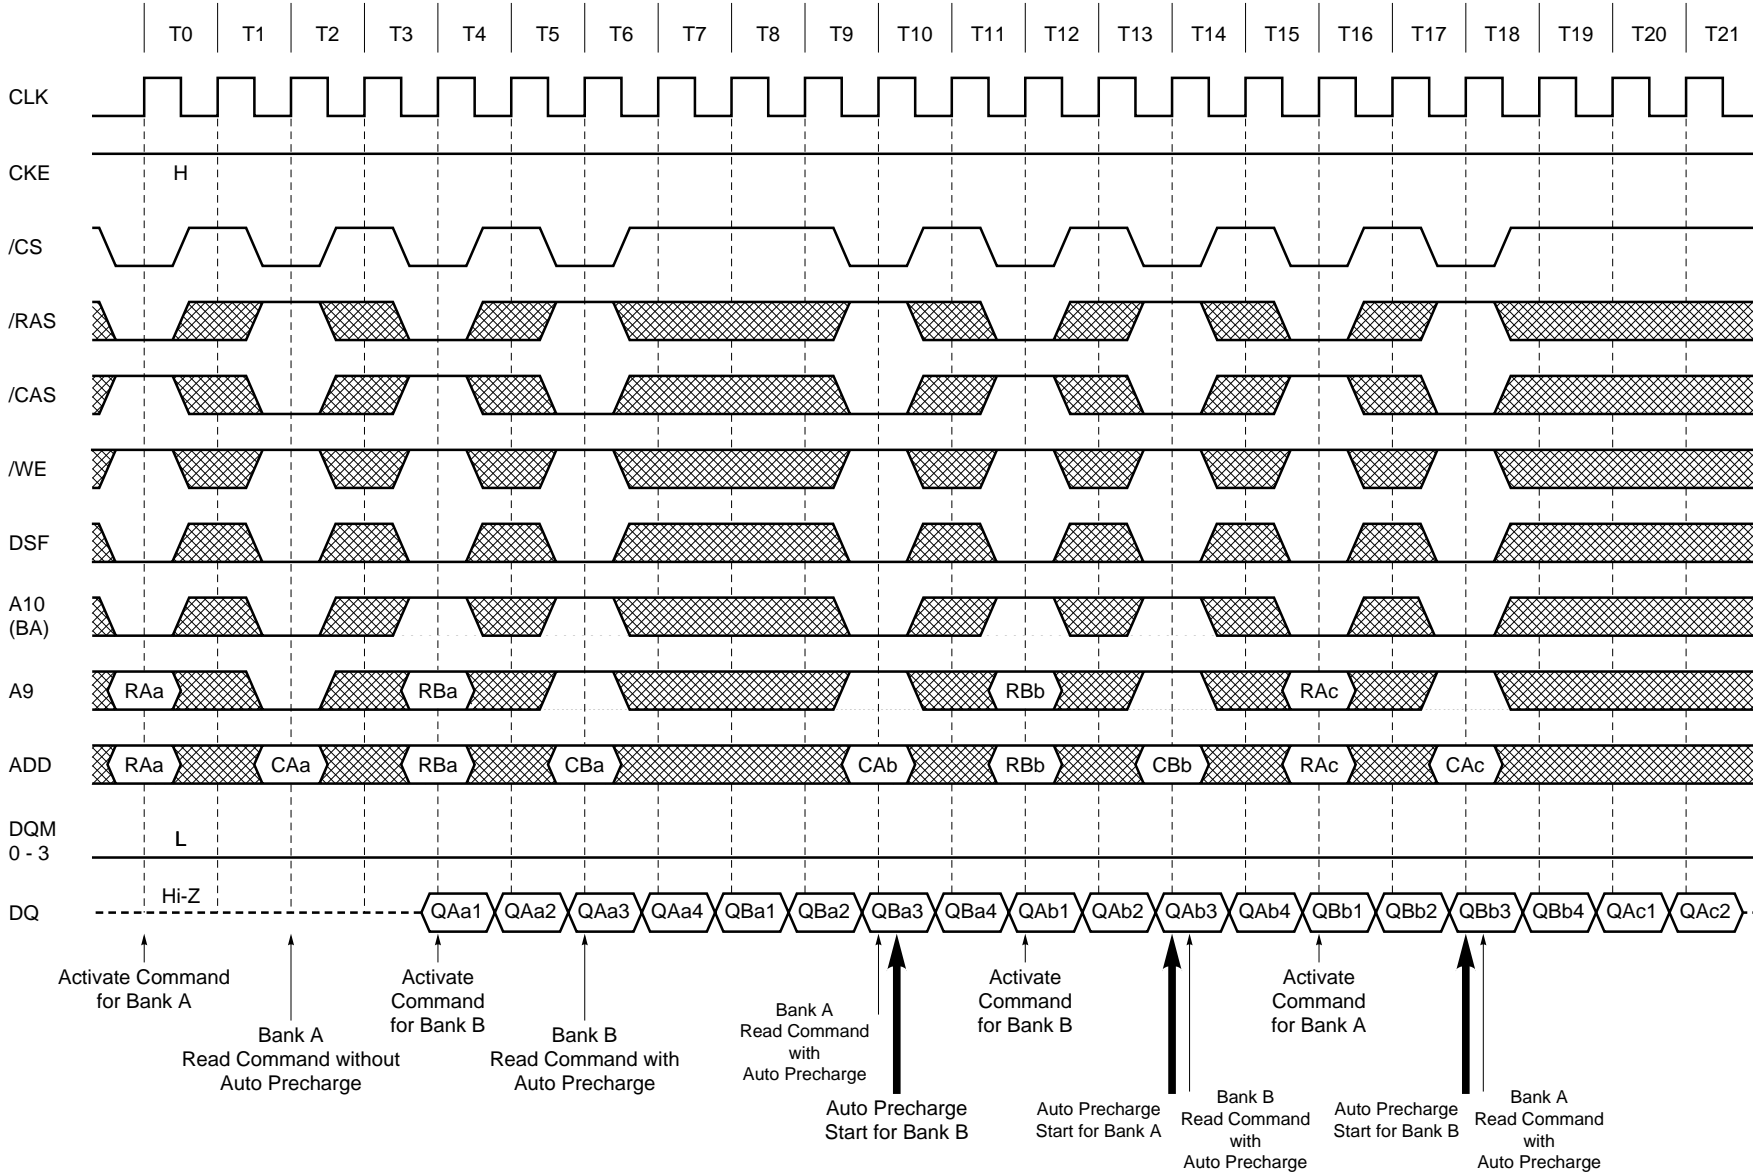 T0 T1 T2 T3 T4 T5 T6 T7 T8 T9 T10 T11 T12 T13 T14 T15 T16 T17 T18 T19 T20 T21
CLK
CKE H
/CS
/RAS
/CAS
/WE
DSF
A10
(BA)
A9 RAa RBa RBb RAc
ADD RAa CAa RBa CBa CAb RBb CBb RAc CAc
DQM
0 - 3
L
DQ Hi-Z QAa1 QAa2 QAa3 QAa4 QBa1 QBa2 QBa3 QBa4 QAb1 QAb2 QAb3 QAb4 QBb1 QBb2 QBb3 QBb4 QAc1 QAc2
Activate Command
for Bank A
Bank A
Read Command without
Auto Precharge
Activate
Command
for Bank B
Bank B
Read Command with
Auto Precharge
Bank A
Read Command
with
Auto Precharge
Auto Precharge
Start for Bank B
Activate
Command
for Bank B
Auto Precharge
Start for Bank A
Bank B
Read Command
with
Auto Precharge
Activate
Command
for Bank A
Auto Precharge
Start for Bank B
Bank A
Read Command
with
Auto Precharge